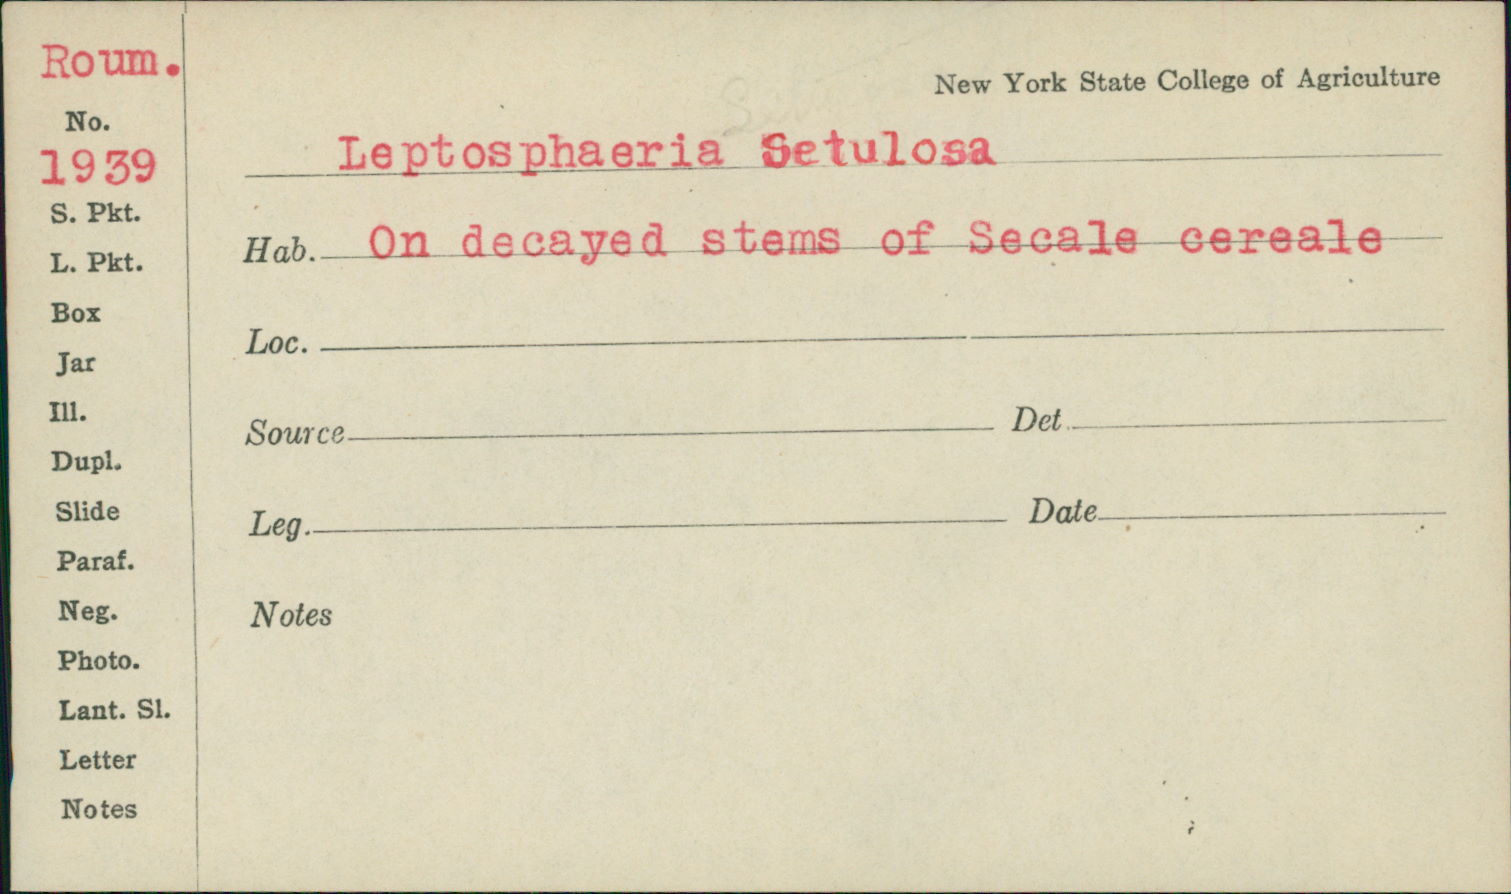 Roum.
No.
1939
S. Pkt.
L. Pkt.
Box
Jar
Ill.
Dupl.
Slide
Paraf.
Neg.
Photo.
Lant. Sl.
Letter
Notes
New York State College of Agriculture
Leptosphaeria Setulosa
Hab. On decayed stems of Secale cereale
Loc.
Source Det.
Leg. Date
Notes